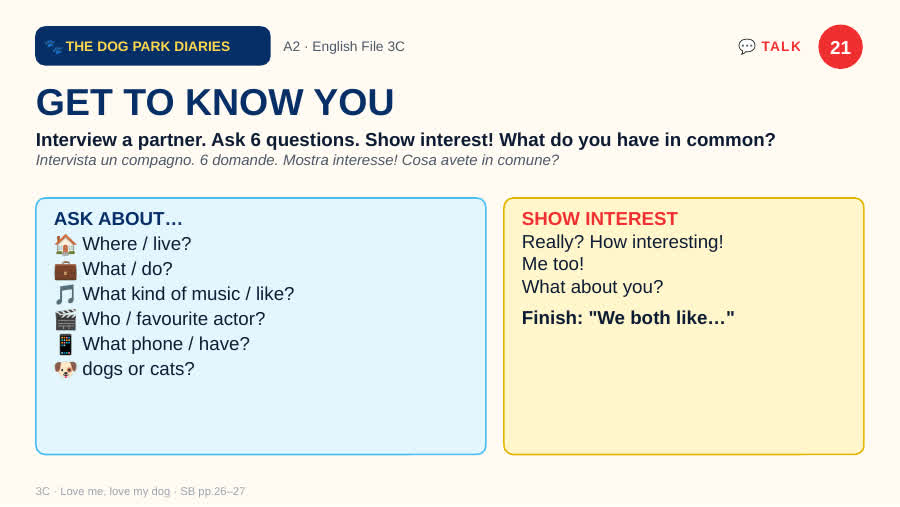 🐾 THE DOG PARK DIARIES
A2 · English File 3C
💬 TALK
21
GET TO KNOW YOU
Interview a partner. Ask 6 questions. Show interest! What do you have in common?
Intervista un compagno. 6 domande. Mostra interesse! Cosa avete in comune?
ASK ABOUT…
🏠 Where / live?
💼 What / do?
🎵 What kind of music / like?
🎬 Who / favourite actor?
📱 What phone / have?
🐶 dogs or cats?
SHOW INTEREST
Really? How interesting!
Me too!
What about you?
Finish: "We both like…"
3C · Love me, love my dog · SB pp.26–27